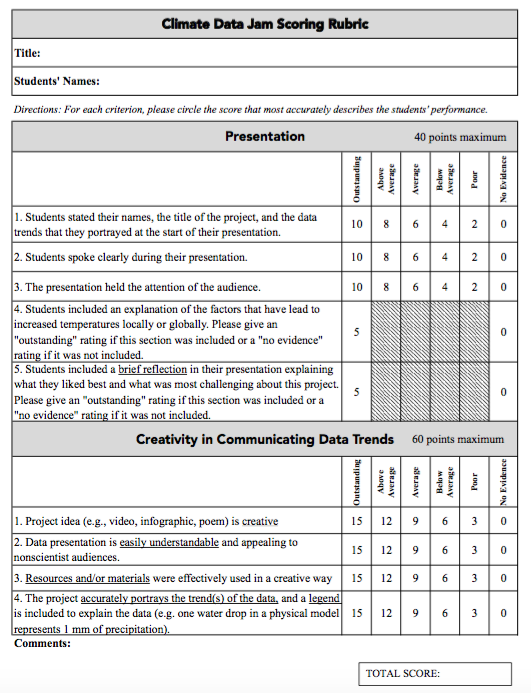 Climate Data Jam Scoring Rubric
Title:
Students' Names:
Directions: For each criterion, please circle the score that most accurately describes the students' performance.
Presentation 40 points maximum
Outstanding Above Average Average Below Average Poor No Evidence
1. Students stated their names, the title of the project, and the data
trends that they portrayed at the start of their presentation. 10 8 6 4 2 0
2. Students spoke clearly during their presentation. 10 8 6 4 2 0
3. The presentation held the attention of the audience. 10 8 6 4 2 0
4. Students included an explanation of the factors that have lead to
increased temperatures locally or globally. Please give an
"outstanding" rating if this section was included or a "no evidence" 5 0
rating if it was not included.
5. Students included a brief reflection in their presentation explaining
what they liked best and what was most challenging about this project.
Please give an "outstanding" rating if this section was included or a 5 0
"no evidence" rating if it was not included.
Creativity in Communicating Data Trends 60 points maximum
Outstanding Above Average Average Below Average Poor No Evidence
1. Project idea (e.g., video, infographic, poem) is creative 15 12 9 6 3 0
2. Data presentation is easily understandable and appealing to
nonscientist audiences. 15 12 9 6 3 0
3. Resources and/or materials were effectively used in a creative way 15 12 9 6 3 0
4. The project accurately portrays the trend(s) of the data, and a legend
is included to explain the data (e.g. one water drop in a physical model 15 12 9 6 3 0
represents 1 mm of precipitation).
Comments:
TOTAL SCORE: